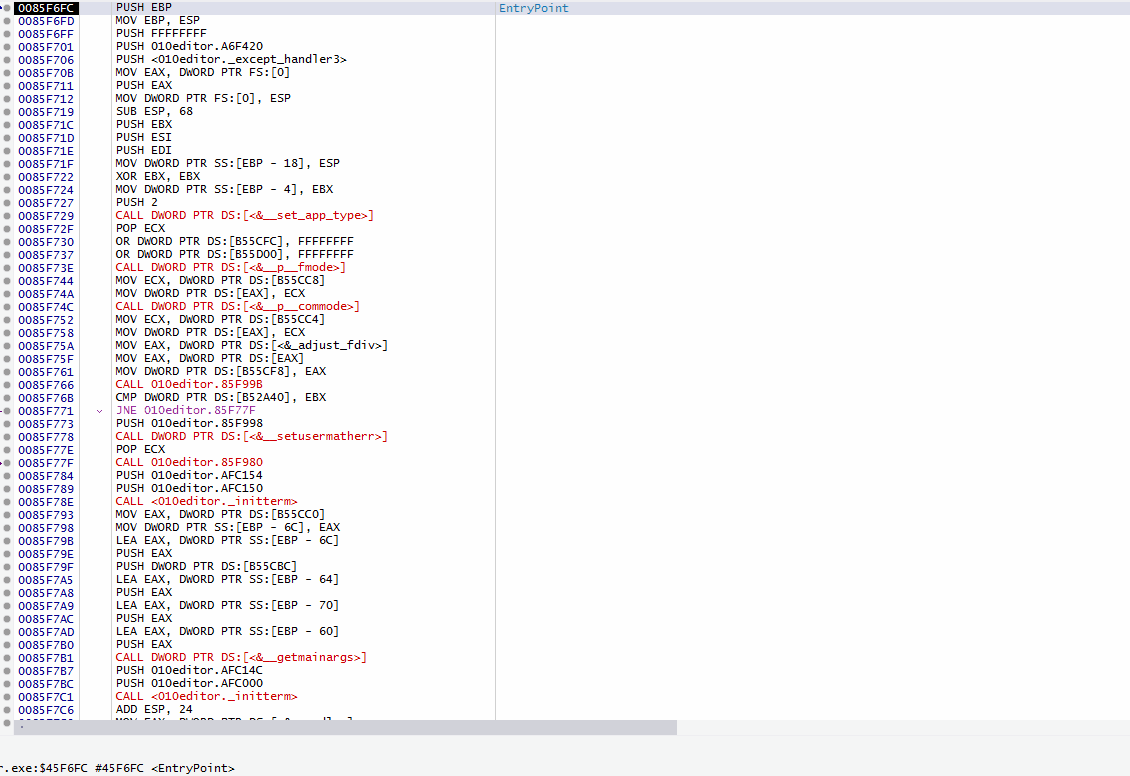 0085F6FC PUSH EBP EntryPoint
0085F6FD MOV EBP, ESP
0085F6FF PUSH FFFFFFFF
0085F701 PUSH 010editor.A6F420
0085F706 PUSH <010editor._except_handler3>
0085F70B MOV EAX, DWORD PTR FS:[0]
0085F711 PUSH EAX
0085F712 MOV DWORD PTR FS:[0], ESP
0085F719 SUB ESP, 68
0085F71C PUSH EBX
0085F71D PUSH ESI
0085F71E PUSH EDI
0085F71F MOV DWORD PTR SS:[EBP - 18], ESP
0085F722 XOR EBX, EBX
0085F724 MOV DWORD PTR SS:[EBP - 4], EBX
0085F727 PUSH 2
0085F729 CALL DWORD PTR DS:[<&__set_app_type>]
0085F72F POP ECX
0085F730 OR DWORD PTR DS:[B55CFC], FFFFFFFF
0085F737 OR DWORD PTR DS:[B55D00], FFFFFFFF
0085F73E CALL DWORD PTR DS:[<&__p__fmode>]
0085F744 MOV ECX, DWORD PTR DS:[B55CC8]
0085F74A MOV DWORD PTR DS:[EAX], ECX
0085F74C CALL DWORD PTR DS:[<&__p__commode>]
0085F752 MOV ECX, DWORD PTR DS:[B55CC4]
0085F758 MOV DWORD PTR DS:[EAX], ECX
0085F75A MOV EAX, DWORD PTR DS:[<&_adjust_fdiv>]
0085F75F MOV EAX, DWORD PTR DS:[EAX]
0085F761 MOV DWORD PTR DS:[B55CF8], EAX
0085F766 CALL 010editor.85F99B
0085F76B CMP DWORD PTR DS:[B52A40], EBX
0085F771 JNE 010editor.85F77F
0085F773 PUSH 010editor.85F998
0085F778 CALL DWORD PTR DS:[<&__setusermatherr>]
0085F77E POP ECX
0085F77F CALL 010editor.85F980
0085F784 PUSH 010editor.AFC154
0085F789 PUSH 010editor.AFC150
0085F78E CALL <010editor._initterm>
0085F793 MOV EAX, DWORD PTR DS:[B55CC0]
0085F798 MOV DWORD PTR SS:[EBP - 6C], EAX
0085F79B LEA EAX, DWORD PTR SS:[EBP - 6C]
0085F79E PUSH EAX
0085F79F PUSH DWORD PTR DS:[B55CBC]
0085F7A5 LEA EAX, DWORD PTR SS:[EBP - 64]
0085F7A8 PUSH EAX
0085F7A9 LEA EAX, DWORD PTR SS:[EBP - 70]
0085F7AC PUSH EAX
0085F7AD LEA EAX, DWORD PTR SS:[EBP - 60]
0085F7B0 PUSH EAX
0085F7B1 CALL DWORD PTR DS:[<&__getmainargs>]
0085F7B7 PUSH 010editor.AFC14C
0085F7BC PUSH 010editor.AFC000
0085F7C1 CALL <010editor._initterm>
0085F7C6 ADD ESP, 24
r.exe:$45F6FC #45F6FC <EntryPoint>